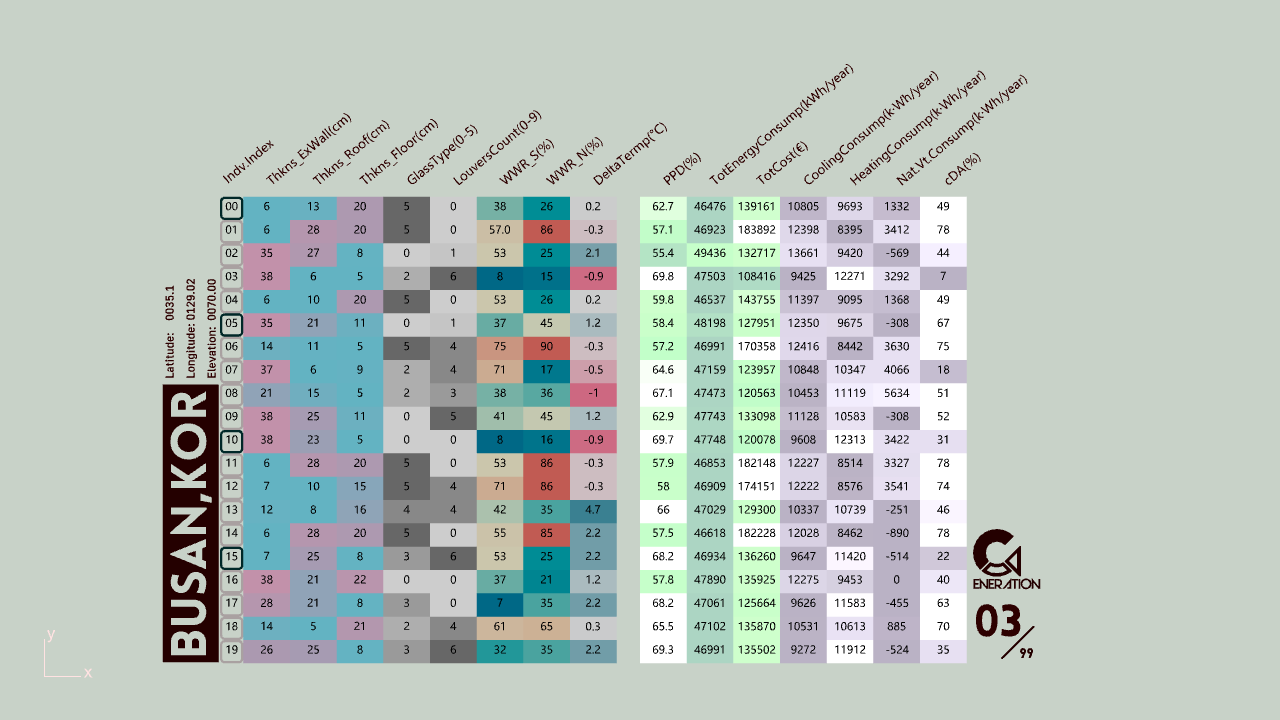 Indv.Index Thkns_ExWall(cm) Thkns_Roof(cm) Thkns_Floor(cm) GlassType(0-5) LouversCount(0-9) WWR_S(%) WWR_N(%) DeltaTermp(°C) PPD(%) TotEnergyConsump(kWh/year) TotCost(€) CoolingConsump(k·Wh/year) HeatingConsump(k·Wh/year) Nat.Vt.Consump(k·Wh/year) cDA(%)
00 6 13 20 5 0 38 26 0.2 62.7 46476 139161 10805 9693 1332 49
01 6 28 20 5 0 57.0 86 -0.3 57.1 46923 183892 12398 8395 3412 78
02 35 27 8 0 1 53 25 2.1 55.4 49436 132717 13661 9420 -569 44
03 38 6 5 2 6 8 15 -0.9 69.8 47503 108416 9425 12271 3292 7
04 6 10 20 5 0 53 26 0.2 59.8 46537 143755 11397 9095 1368 49
05 35 21 11 0 1 37 45 1.2 58.4 48198 127951 12350 9675 -308 67
06 14 11 5 5 4 75 90 -0.3 57.2 46991 170358 12416 8442 3630 75
07 37 6 9 2 4 71 17 -0.5 64.6 47159 123957 10848 10347 4066 18
08 21 15 5 2 3 38 36 -1 67.1 47473 120563 10453 11119 5634 51
09 38 25 11 0 5 41 45 1.2 62.9 47743 133098 11128 10583 -308 52
10 38 23 5 0 0 8 16 -0.9 69.7 47748 120078 9608 12313 3422 31
11 6 28 20 5 0 53 86 -0.3 57.9 46853 182148 12227 8514 3327 78
12 7 10 15 5 4 71 86 -0.3 58 46909 174151 12222 8576 3541 74
13 12 8 16 4 4 42 35 4.7 66 47029 129300 10337 10739 -251 46
14 6 28 20 5 0 55 85 2.2 57.5 46618 182228 12028 8462 -890 78
15 7 25 8 3 6 53 25 2.2 68.2 46934 136260 9647 11420 -514 22
16 38 21 22 0 0 37 21 1.2 57.8 47890 135925 12275 9453 0 40
17 28 21 8 3 0 7 35 2.2 68.2 47061 125664 9626 11583 -455 63
18 14 5 21 2 4 61 65 0.3 65.5 47102 135870 10531 10613 885 70
19 26 25 8 3 6 32 35 2.2 69.3 46991 135502 9272 11912 -524 35
Latitude: 0035.1
Longitude: 0129.02
Elevation: 0070.00
BUSAN,KOR
G
ENERATION
03/99
y
x